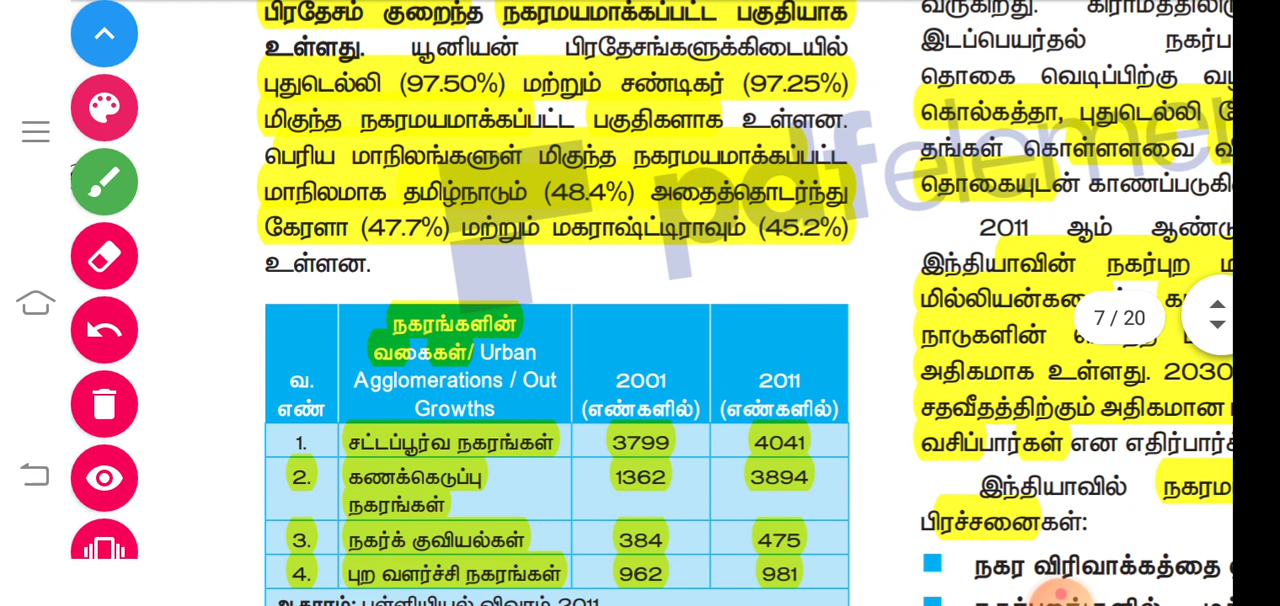 பிரதேசம் குறைந்த நகரமயமாக்கப்பட்ட பகுதியாக
உள்ளது. யூனியன் பிரதேசங்களுக்கிடையில்
புதுடெல்லி (97.50%) மற்றும் சண்டிகர் (97.25%)
மிகுந்த நகரமயமாக்கப்பட்ட பகுதிகளாக உள்ளன.
பெரிய மாநிலங்களுள் மிகுந்த நகரமயமாக்கப்பட்ட
மாநிலமாக தமிழ்நாடும் (48.4%) அதைத்தொடர்ந்து
கேரளா (47.7%) மற்றும் மகராஷ்ட்டிராவும் (45.2%)
உள்ளன.
வ. எண் நகரங்களின் வகைகள்/ Urban Agglomerations / Out Growths 2001 (எண்களில்) 2011 (எண்களில்)
1. சட்டப்பூர்வ நகரங்கள் 3799 4041
2. கணக்கெடுப்பு நகரங்கள் 1362 3894
3. நகர்க் குவியல்கள் 384 475
4. புற வளர்ச்சி நகரங்கள் 962 981
ஆதாரம்: புள்ளியியல் விவரம் 2011
வருகிறது.
இடப்பெயர்தல்
தொகை வெடிப்பிற்கு
கொல்கத்தா, புதுடெல்லி
தங்கள் கொள்ளளவை
தொகையுடன்
2011 ஆம்
இந்தியாவின் நகர்புற
7 / 20
நாடுகளின்
அதிகமாக உள்ளது. 2030
சதவீதத்திற்கும் அதிகமான
வசிப்பார்கள் என
இந்தியாவில்
பிரச்சனைகள்:
நகர விரிவாக்கத்தை
pdfelement